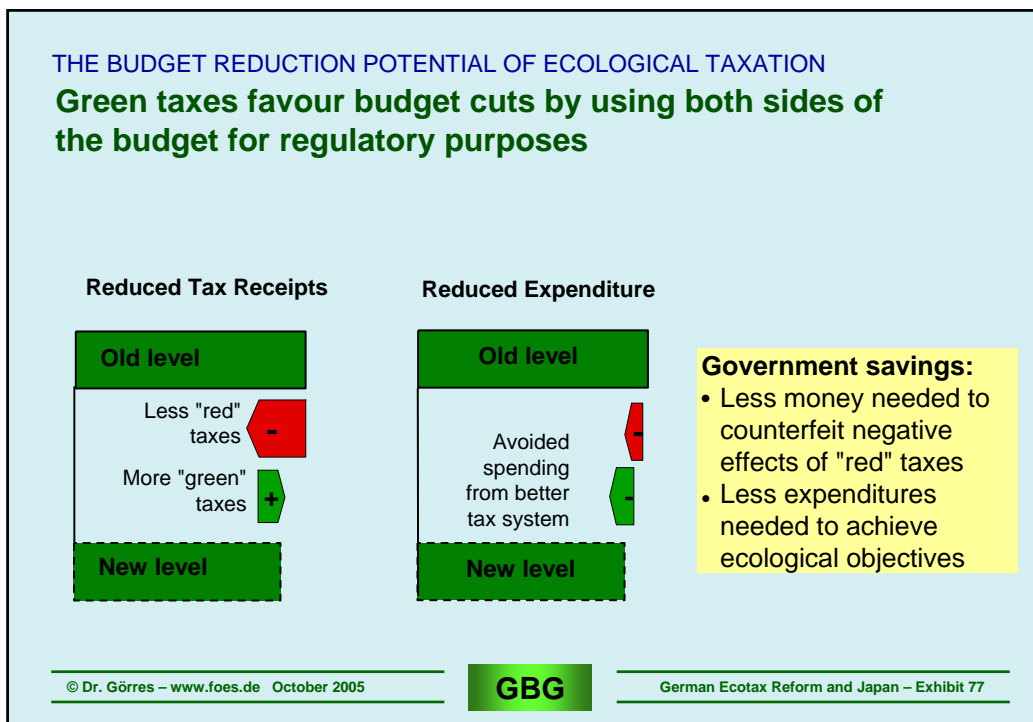 THE BUDGET REDUCTION POTENTIAL OF ECOLOGICAL TAXATION
Green taxes favour budget cuts by using both sides of
the budget for regulatory purposes
Reduced Tax Receipts
Old level
Less "red"
taxes
-
More "green"
taxes
+
New level
Reduced Expenditure
Old level
-
Avoided
spending
from better
tax system
-
New level
Government savings:
• Less money needed to
counterfeit negative
effects of "red" taxes
• Less expenditures
needed to achieve
ecological objectives
© Dr. Görres – www.foes.de October 2005
GBG
German Ecotax Reform and Japan – Exhibit 77